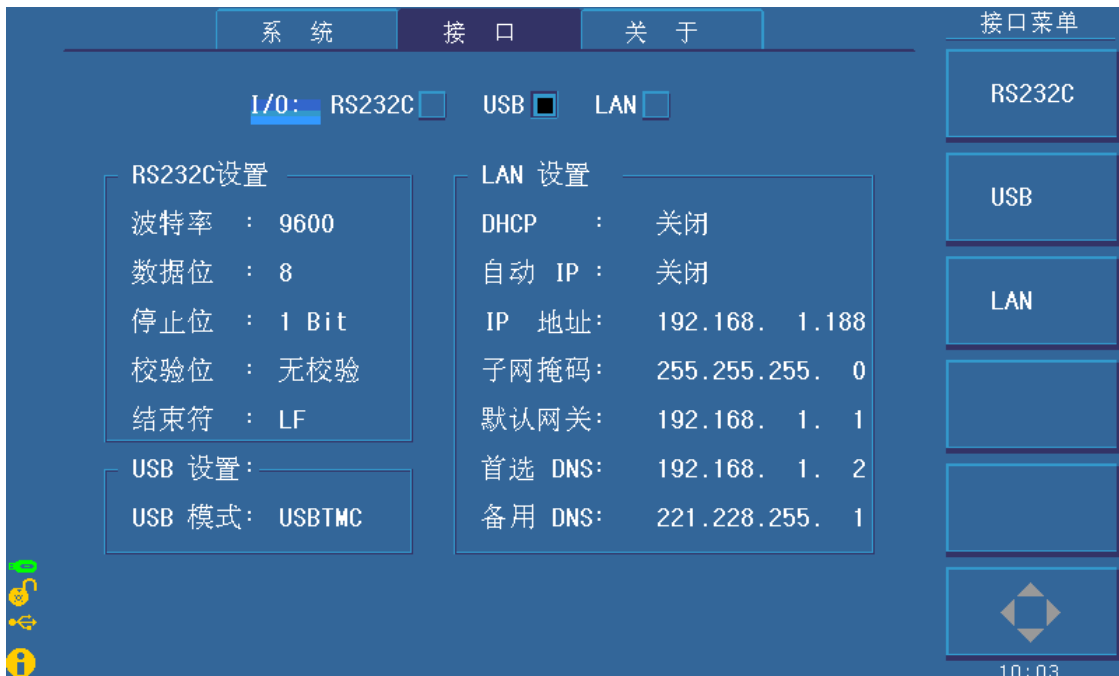 系 统 接 口 关 于 接口菜单
I/O: RS232C USB LAN
RS232C
USB
LAN
RS232C设置
波特率 : 9600
数据位 : 8
停止位 : 1 Bit
校验位 : 无校验
结束符 : LF
USB 设置:
USB 模式: USBTMC
LAN 设置
DHCP : 关闭
自动 IP : 关闭
IP 地址: 192.168. 1.188
子网掩码: 255.255.255. 0
默认网关: 192.168. 1. 1
首选 DNS: 192.168. 1. 2
备用 DNS: 221.228.255. 1
10:03